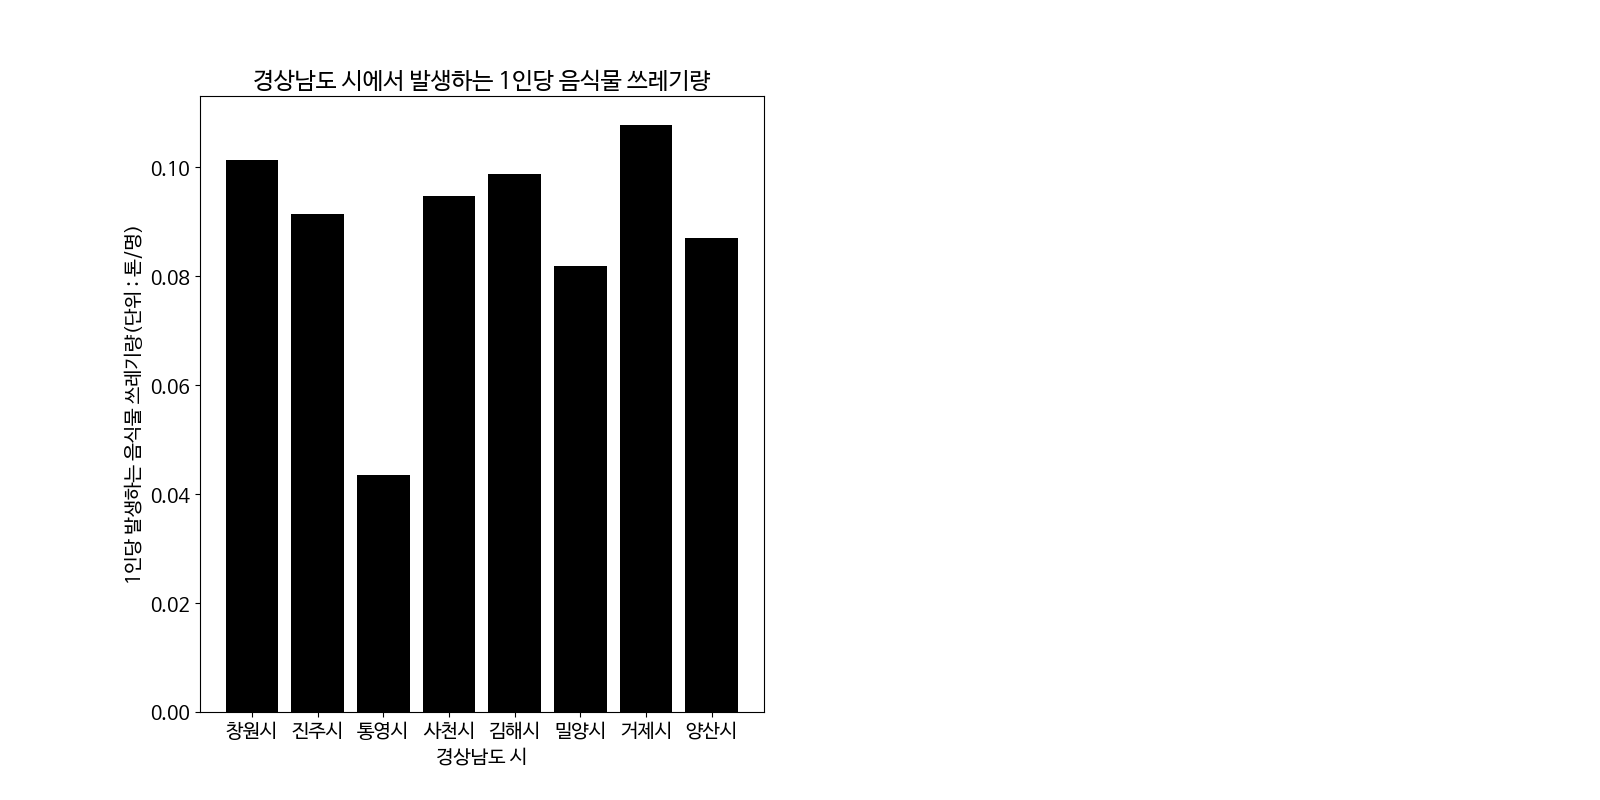 경상남도 시에서 발생하는 1인당 음식물 쓰레기량
1인당 발생하는 음식물 쓰레기량(단위 : 톤/명)
0.10
0.08
0.06
0.04
0.02
0.00
창원시 진주시 통영시 사천시 김해시 밀양시 거제시 양산시
경상남도 시